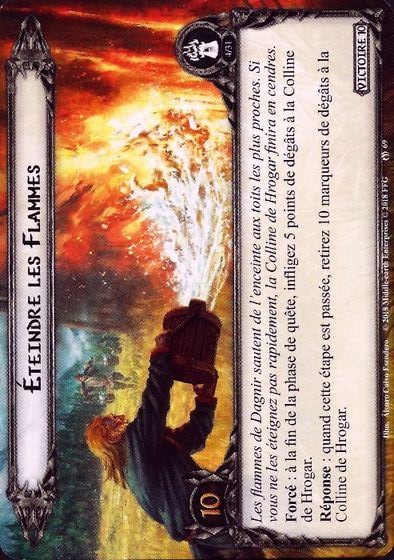 ÉTEINDRE LES FLAMMES
4/31
10
Les flammes de Dagnir sautent de l'enceinte aux toits les plus proches. Si
vous ne les éteignez pas rapidement, la Colline de Hrogar finira en cendres.
Forcé : à la fin de la phase de quête, infligez 5 points de dégâts à la Colline
de Hrogar.
Réponse : quand cette étape est passée, retirez 10 marqueurs de dégâts à la
Colline de Hrogar.
VICTOIRE 10
Illus. Álvaro Calvo Escudero
© 2018 Middle-earth Enterprises © 2018 FFG
69